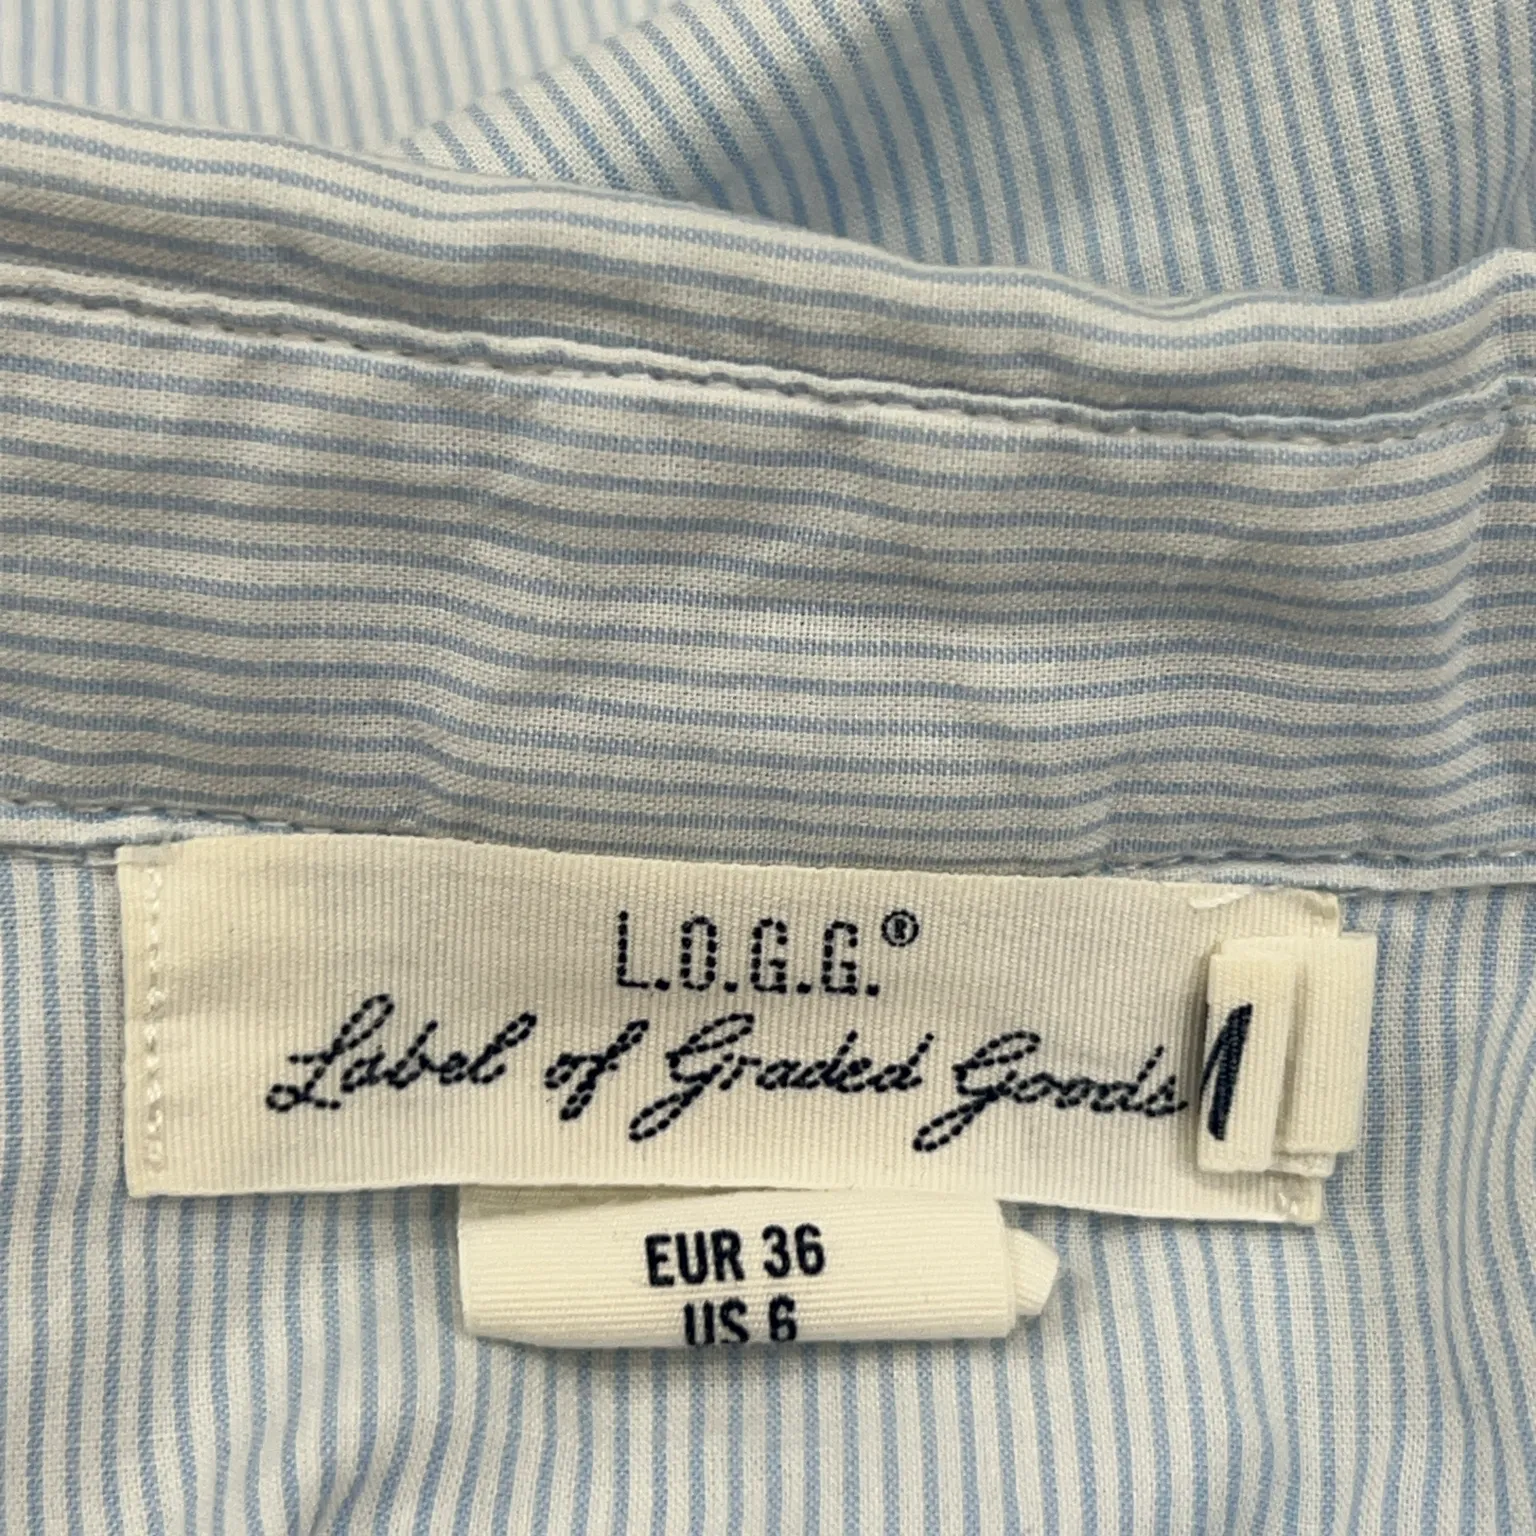 L.O.G.G.®
Label of Graded Goods
EUR 36
US 6